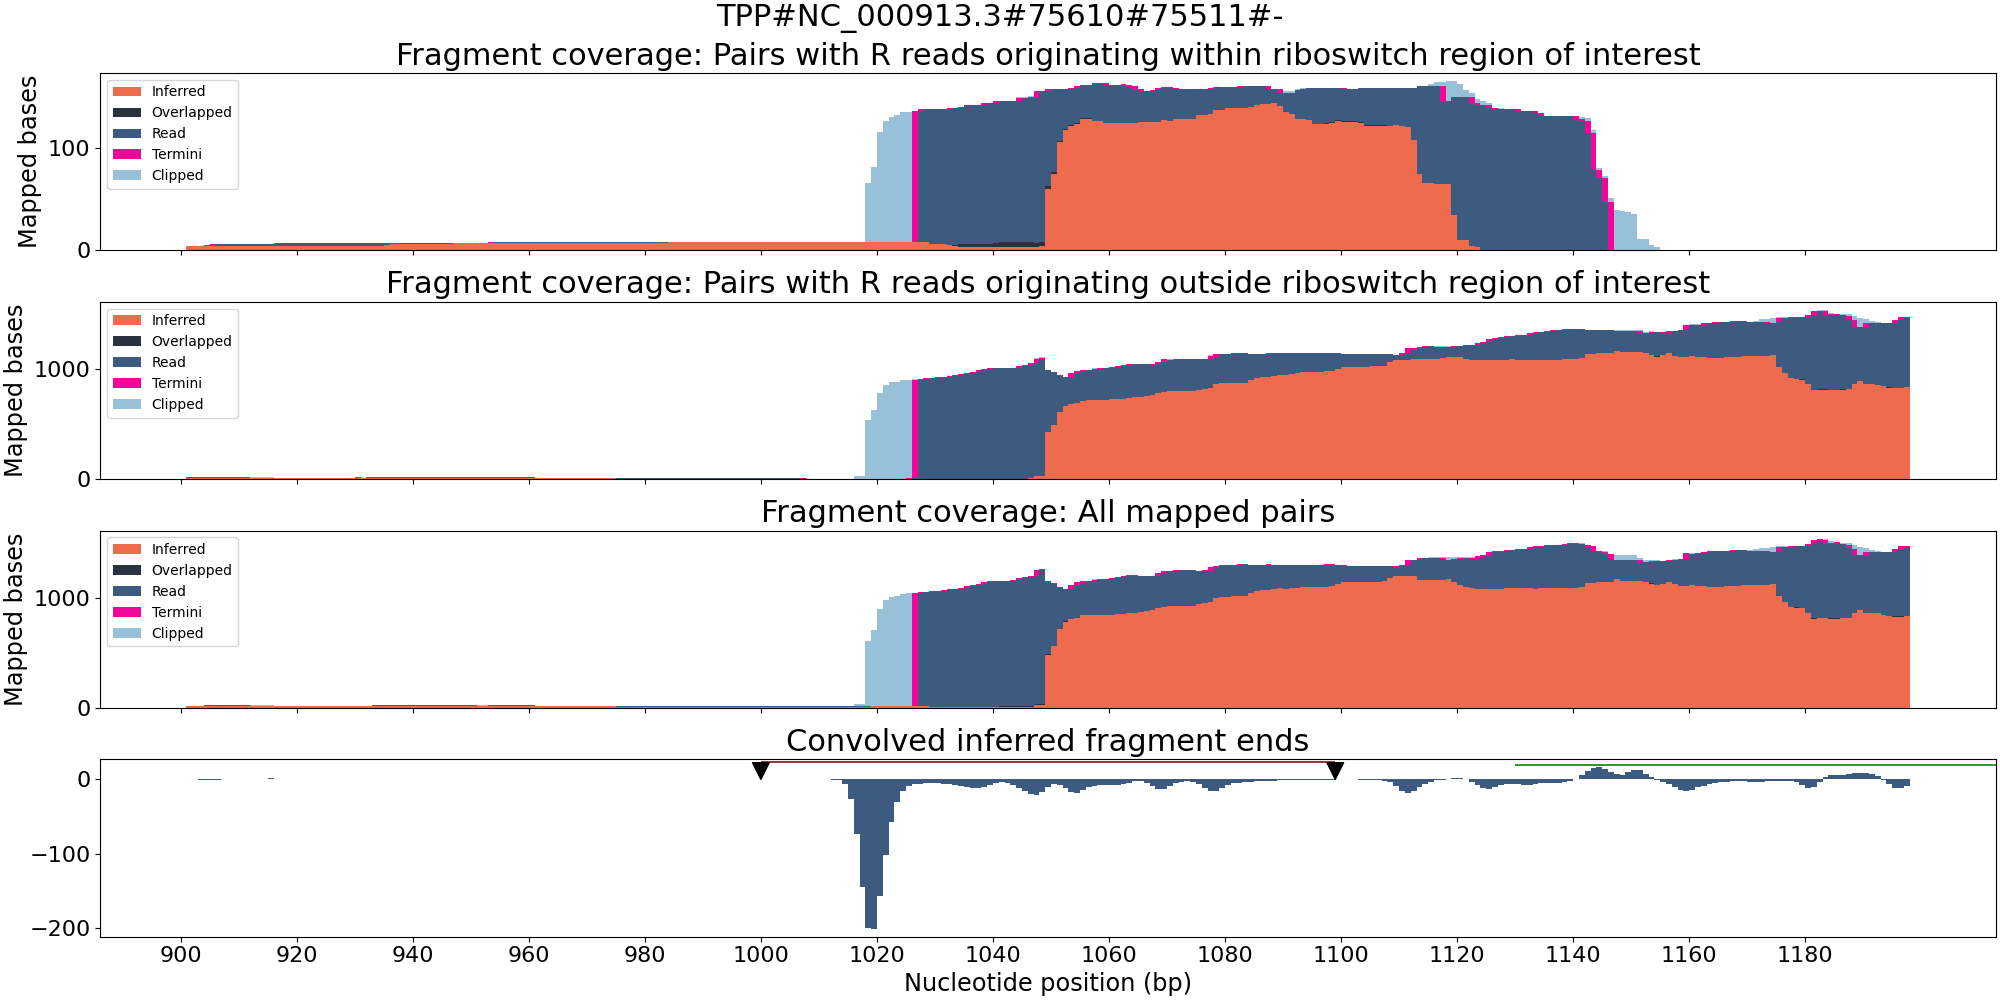 TPP#NC_000913.3#75610#75511#-
Fragment coverage: Pairs with R reads originating within riboswitch region of interest
Mapped bases
100
0
Inferred
Overlapped
Read
Termini
Clipped
Fragment coverage: Pairs with R reads originating outside riboswitch region of interest
Mapped bases
1000
0
Inferred
Overlapped
Read
Termini
Clipped
Fragment coverage: All mapped pairs
Mapped bases
1000
0
Inferred
Overlapped
Read
Termini
Clipped
Convolved inferred fragment ends
0
−100
−200
900 920 940 960 980 1000 1020 1040 1060 1080 1100 1120 1140 1160 1180
Nucleotide position (bp)